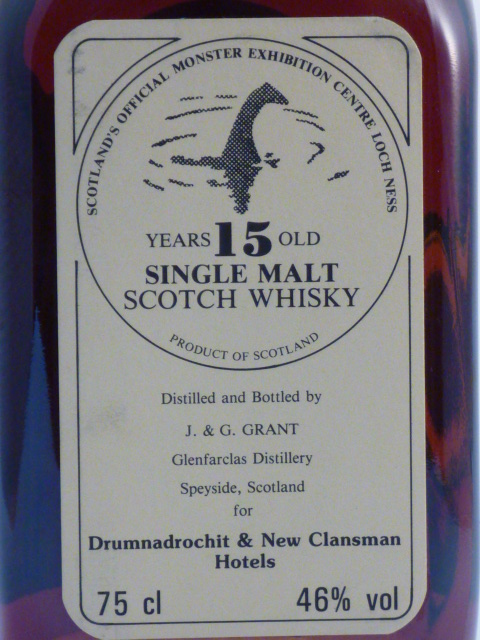 SCOTLAND'S OFFICIAL MONSTER EXHIBITION CENTRE LOCH NESS
YEARS 15 OLD
SINGLE MALT
SCOTCH WHISKY
PRODUCT OF SCOTLAND
Distilled and Bottled by
J. & G. GRANT
Glenfarclas Distillery
Speyside, Scotland
for
Drumnadrochit & New Clansman
Hotels
75 cl 46% vol